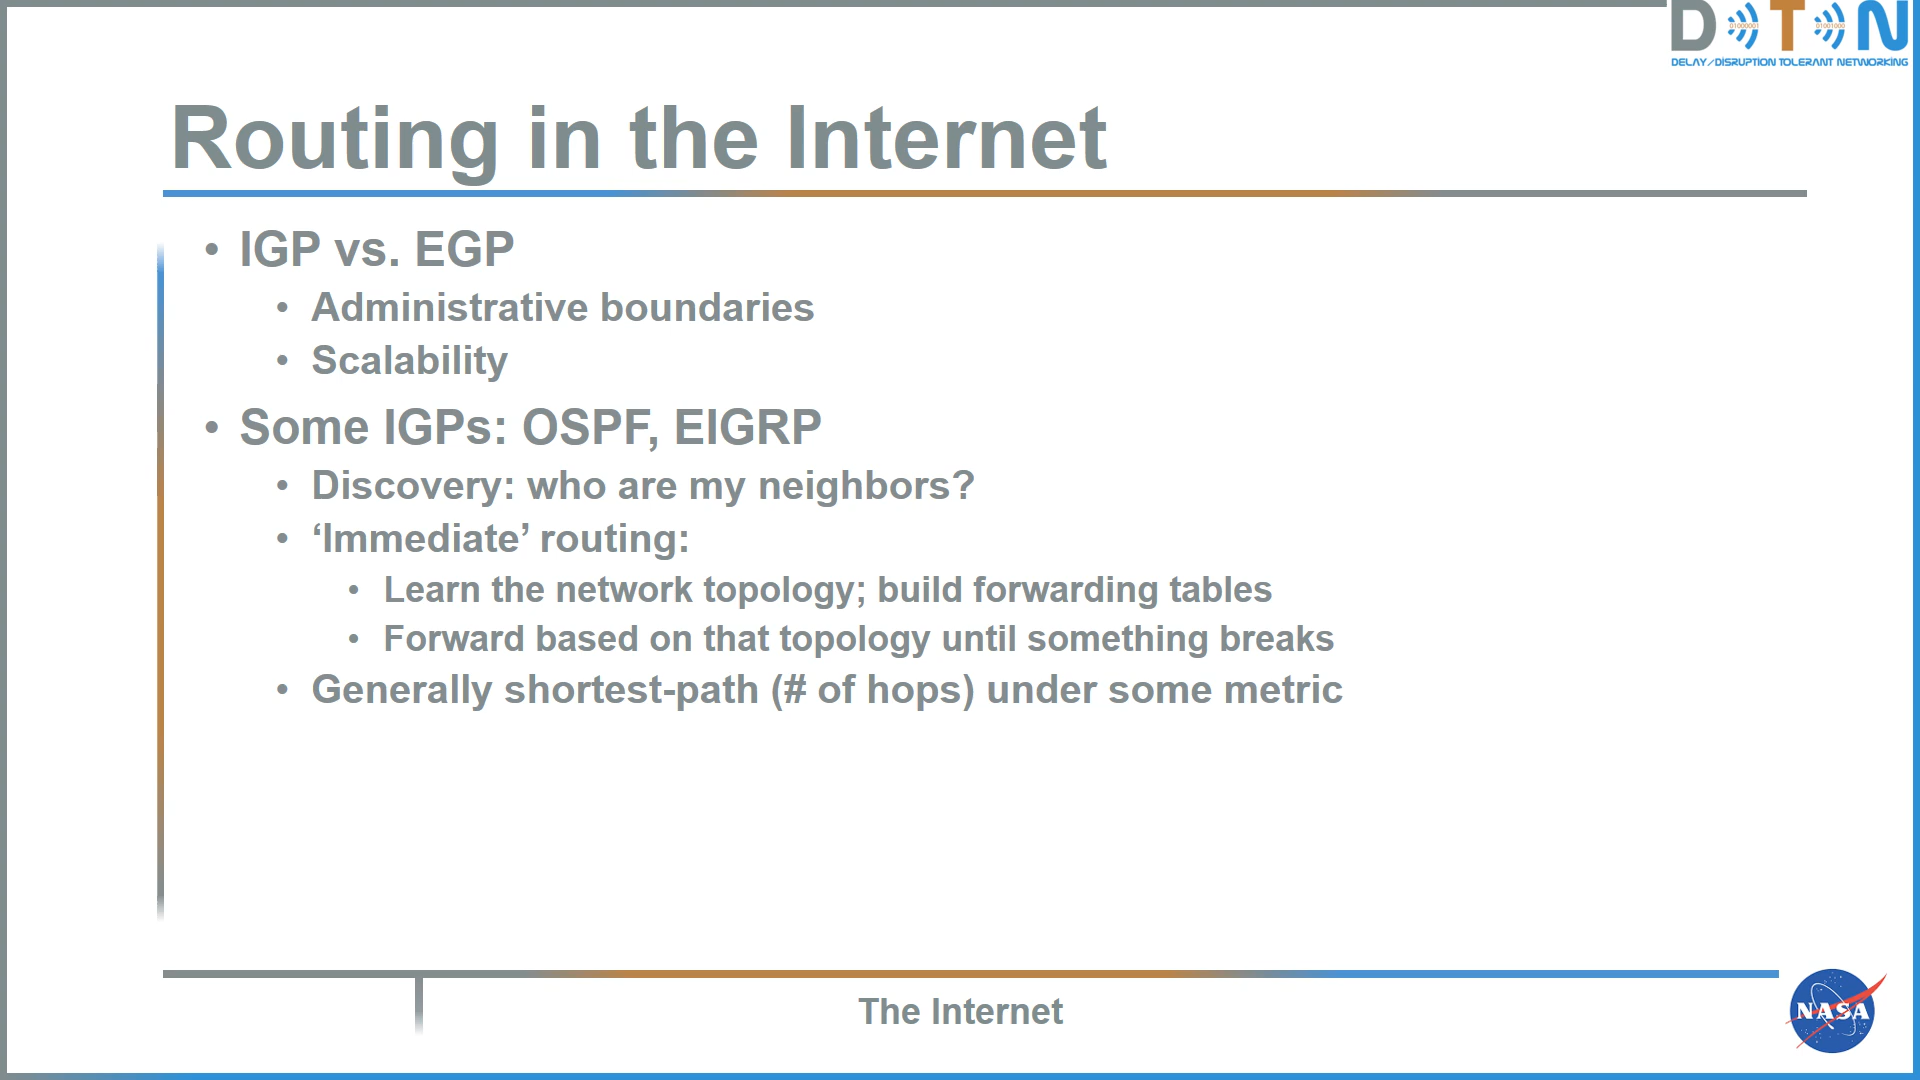 D T N
01000001 01001000
DELAY/DISRUPTION TOLERANT NETWORKING
Routing in the Internet
• IGP vs. EGP
• Administrative boundaries
• Scalability
• Some IGPs: OSPF, EIGRP
• Discovery: who are my neighbors?
• ‘Immediate’ routing:
• Learn the network topology; build forwarding tables
• Forward based on that topology until something breaks
• Generally shortest-path (# of hops) under some metric
The Internet
NASA